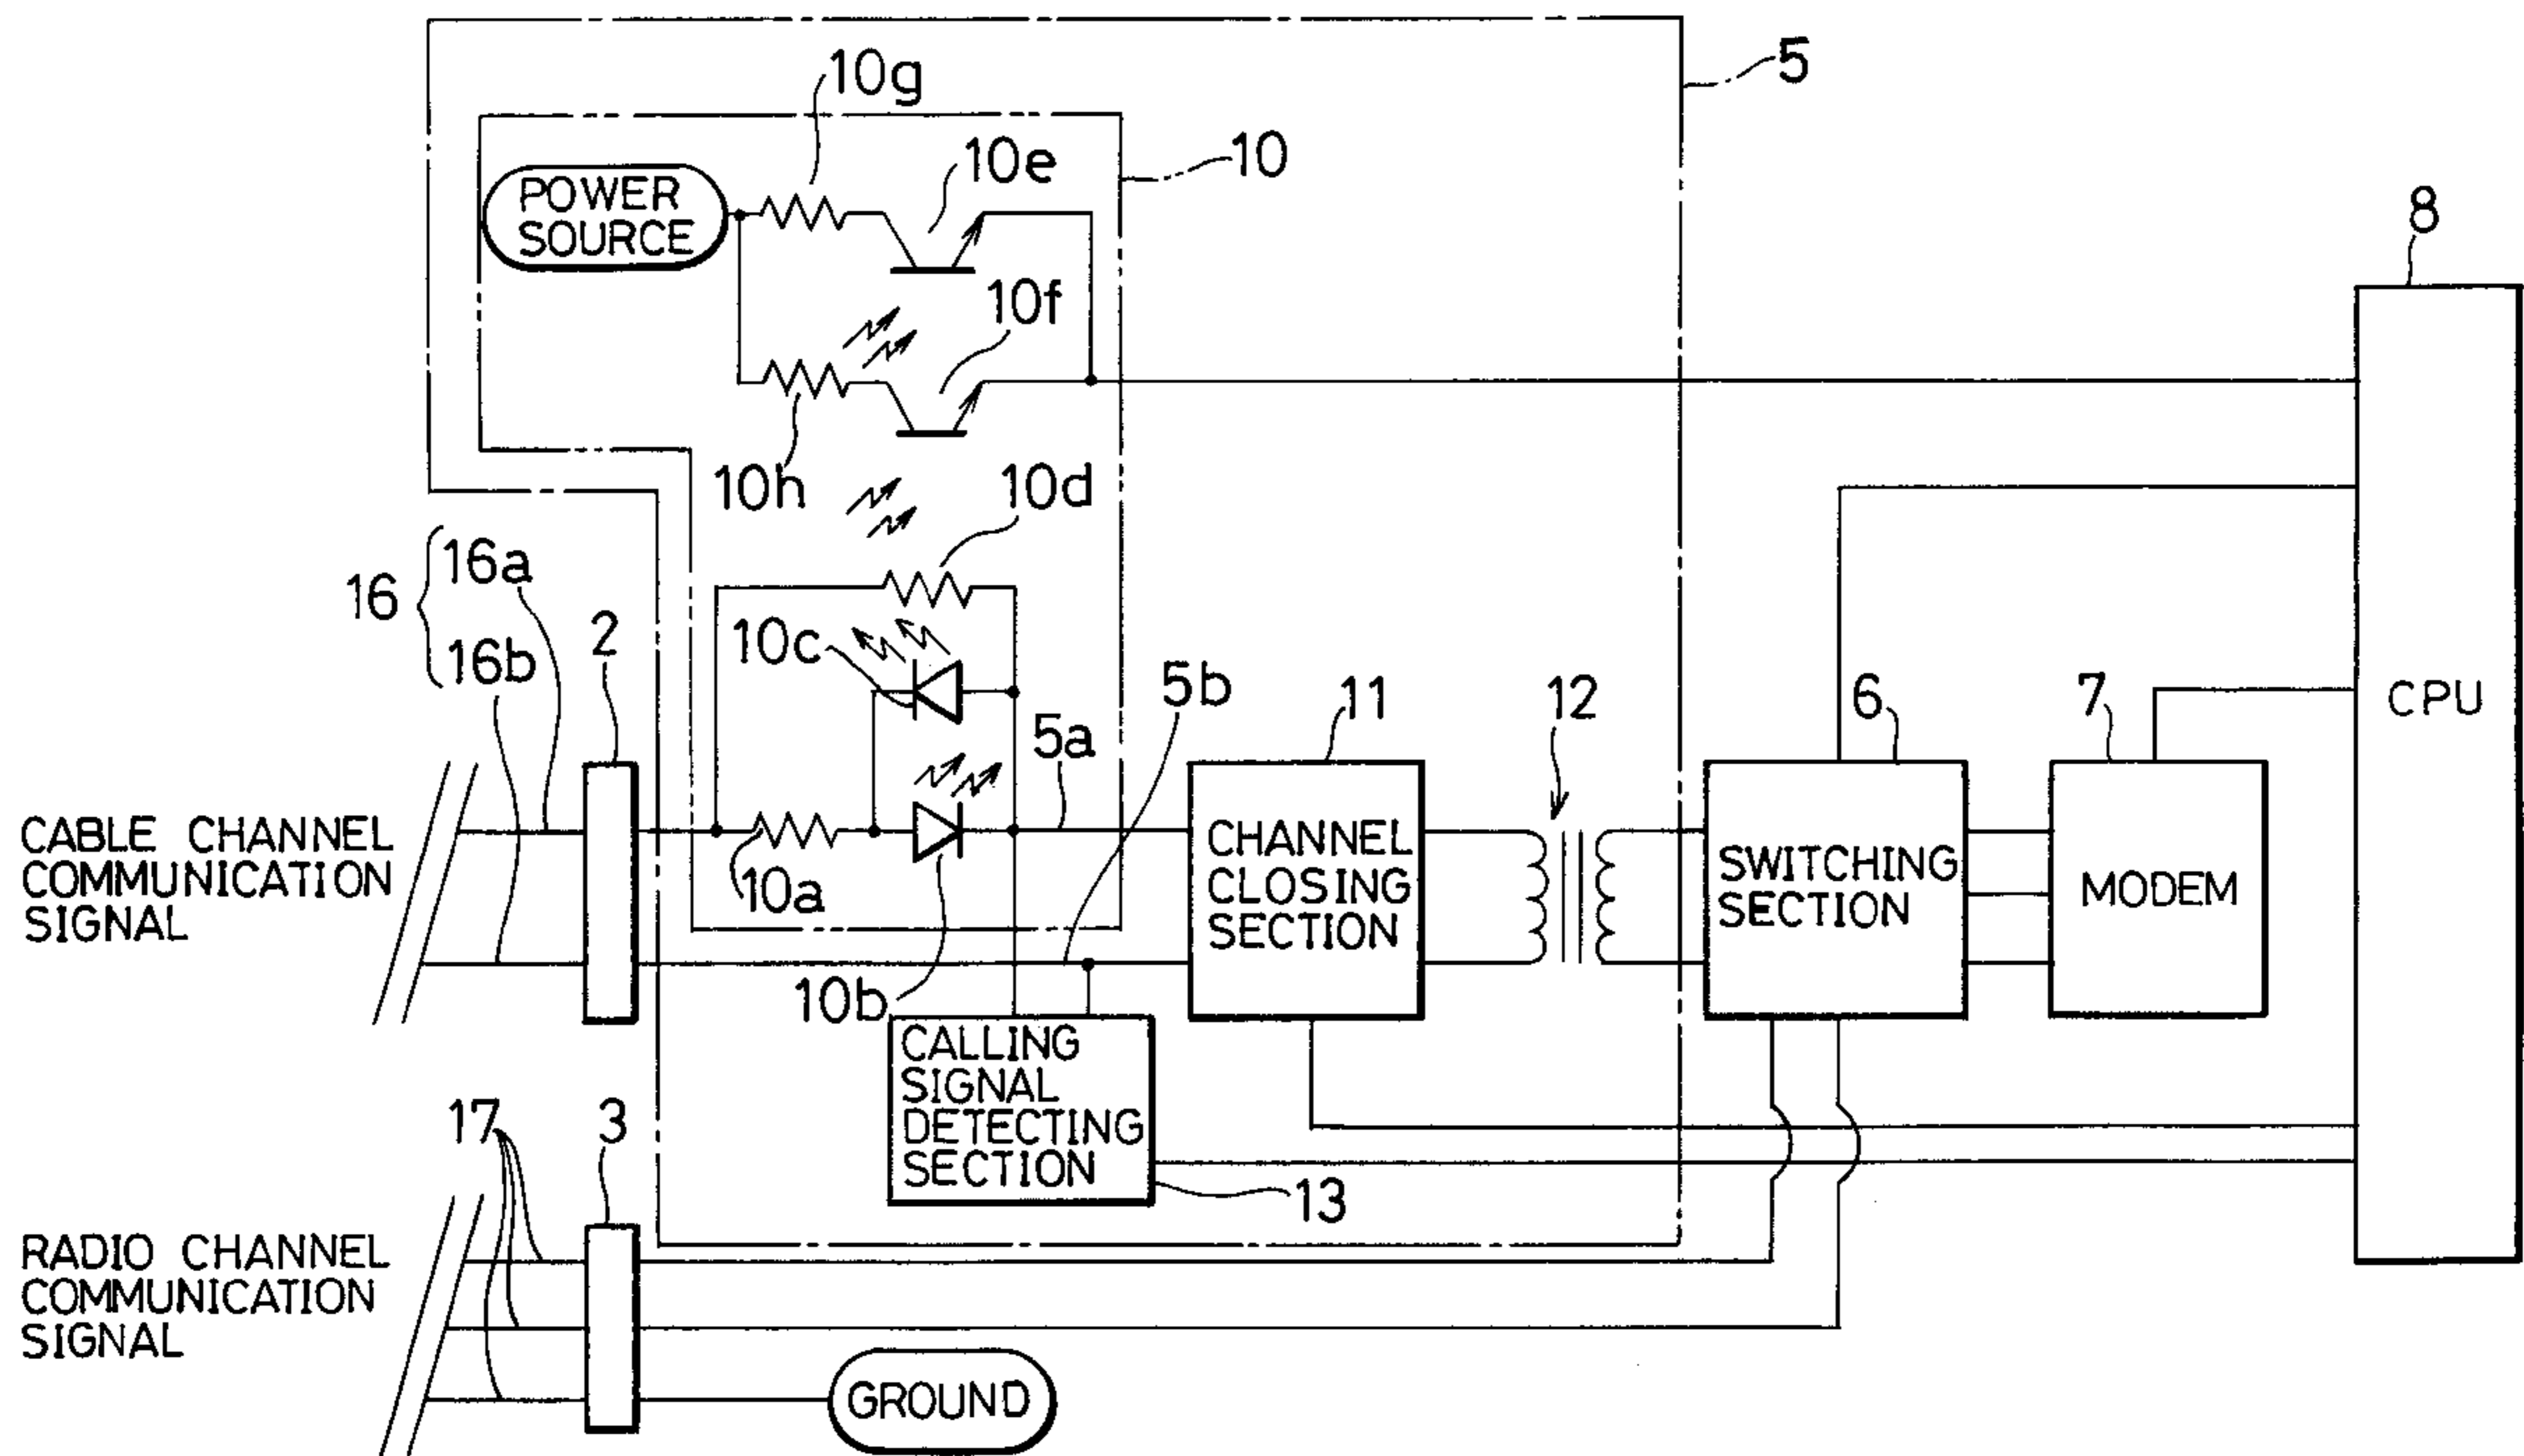 10g
5
10e
10
POWER
SOURCE
8
10f
10h
10d
16
16a
16b
2
10c
5b
5a
11
12
6
7
CPU
CABLE CHANNEL
COMMUNICATION
SIGNAL
10a
CHANNEL
CLOSING
SECTION
SWITCHING
SECTION
MODEM
10b
CALLING
SIGNAL
DETECTING
SECTION
13
17
3
RADIO CHANNEL
COMMUNICATION
SIGNAL
GROUND